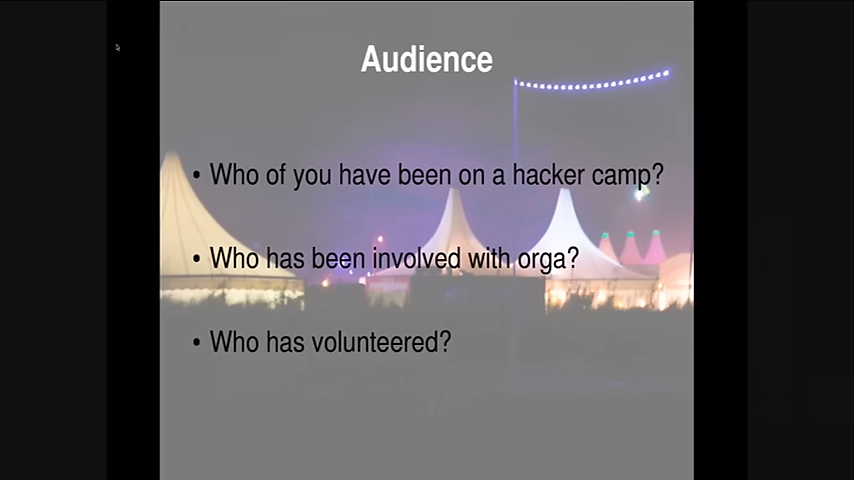 Audience
• Who of you have been on a hacker camp?
• Who has been involved with orga?
• Who has volunteered?